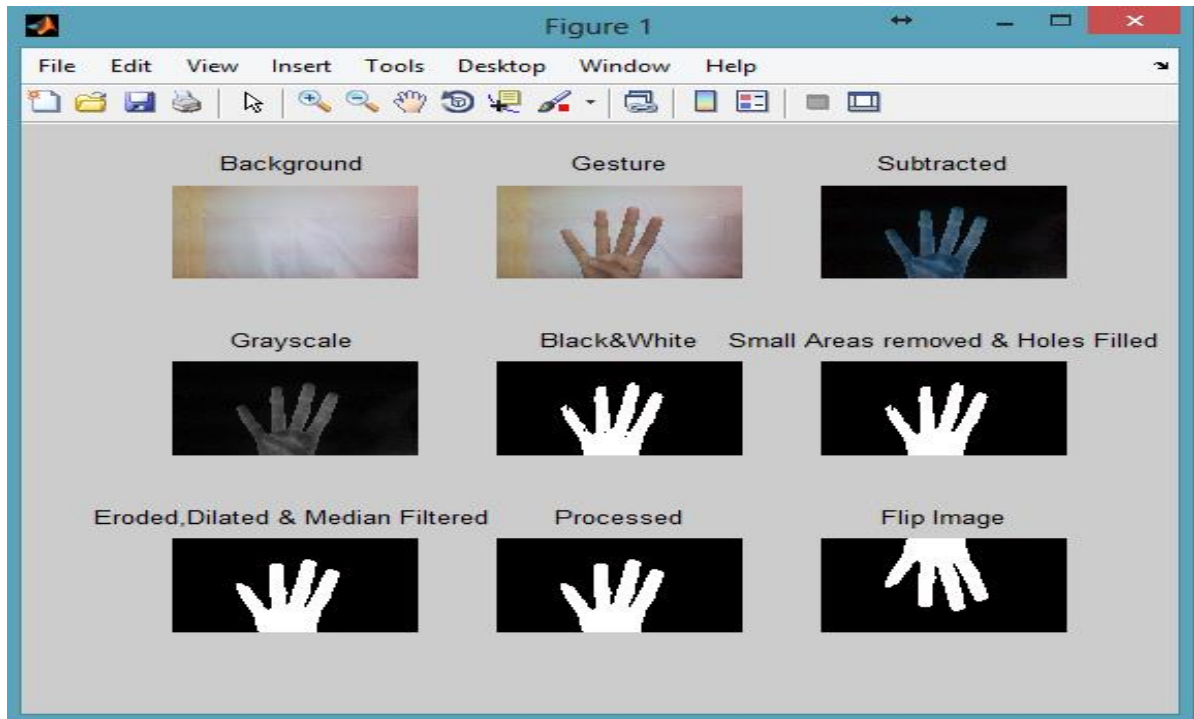 Figure 1
File Edit View Insert Tools Desktop Window Help
Background Gesture Subtracted
Grayscale Black&White Small Areas removed & Holes Filled
Eroded,Dilated & Median Filtered Processed Flip Image